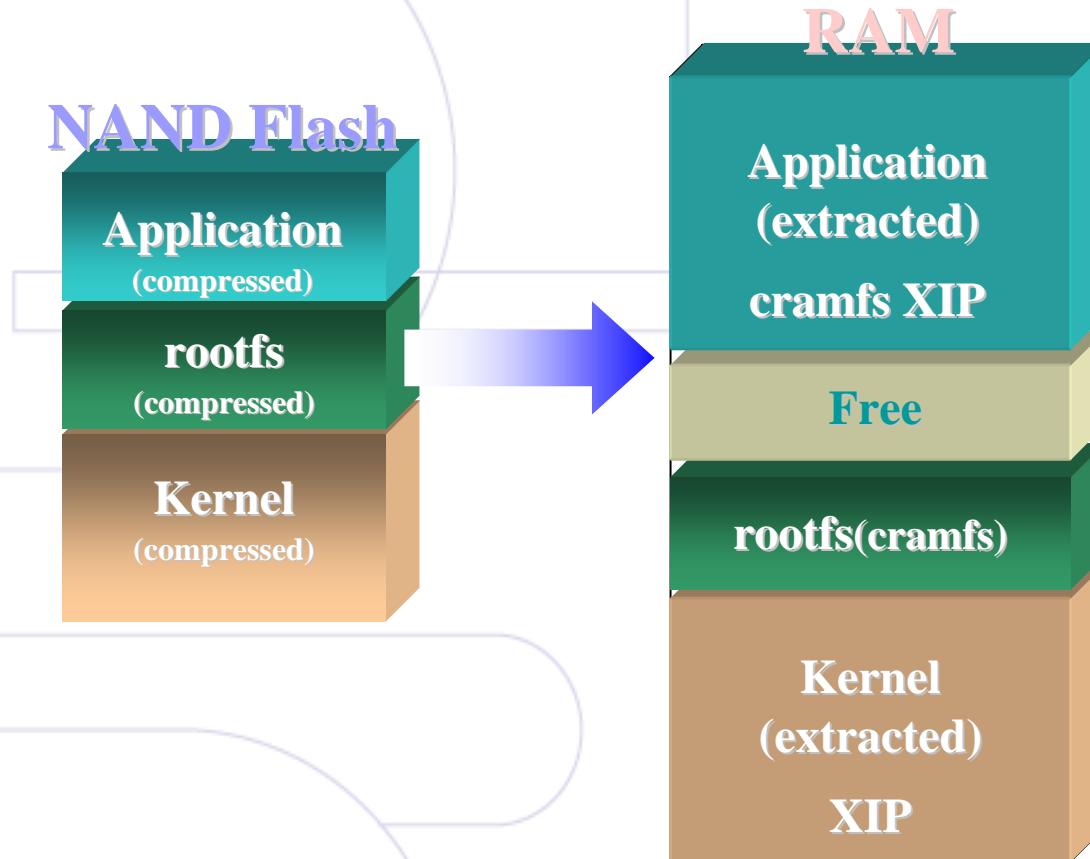 NAND Flash
Application
(compressed)
rootfs
(compressed)
Kernel
(compressed)
RAM
Application
(extracted)
cramfs XIP
Free
rootfs(cramfs)
Kernel
(extracted)
XIP